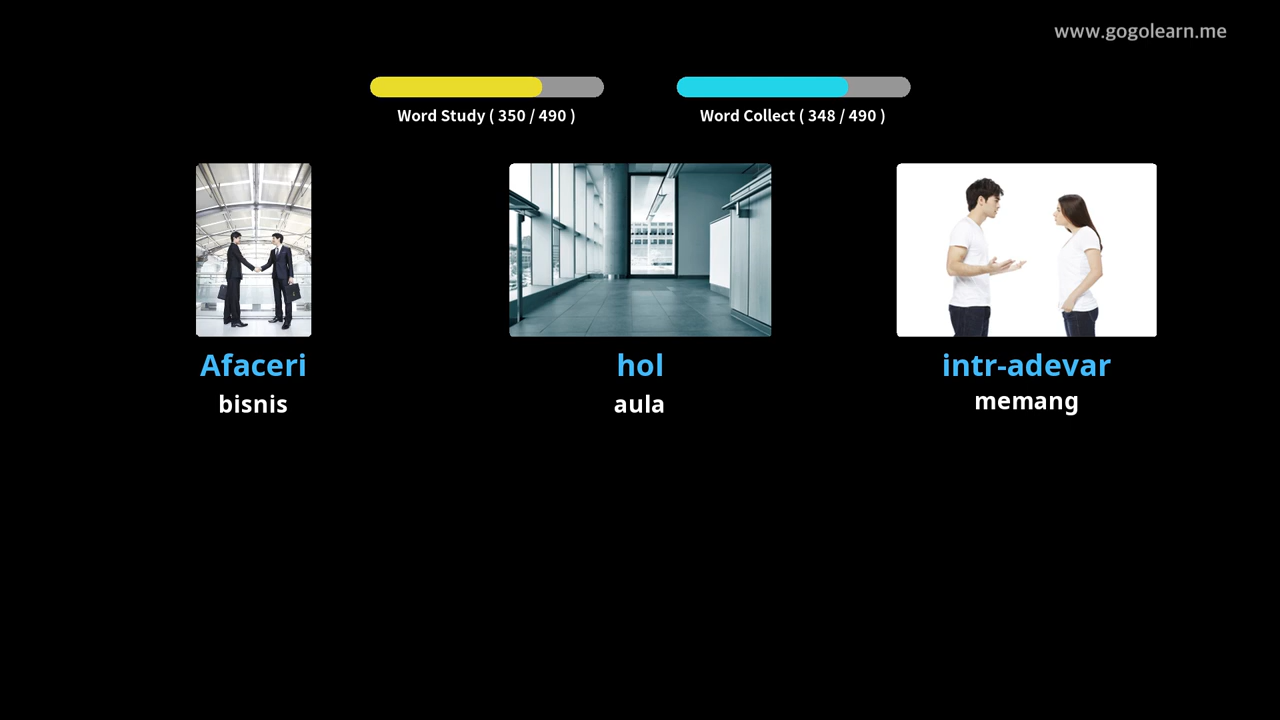 www.gogolearn.me
Word Study ( 350 / 490 )
Word Collect ( 348 / 490 )
Afaceri
bisnis
hol
aula
intr-adevar
memang